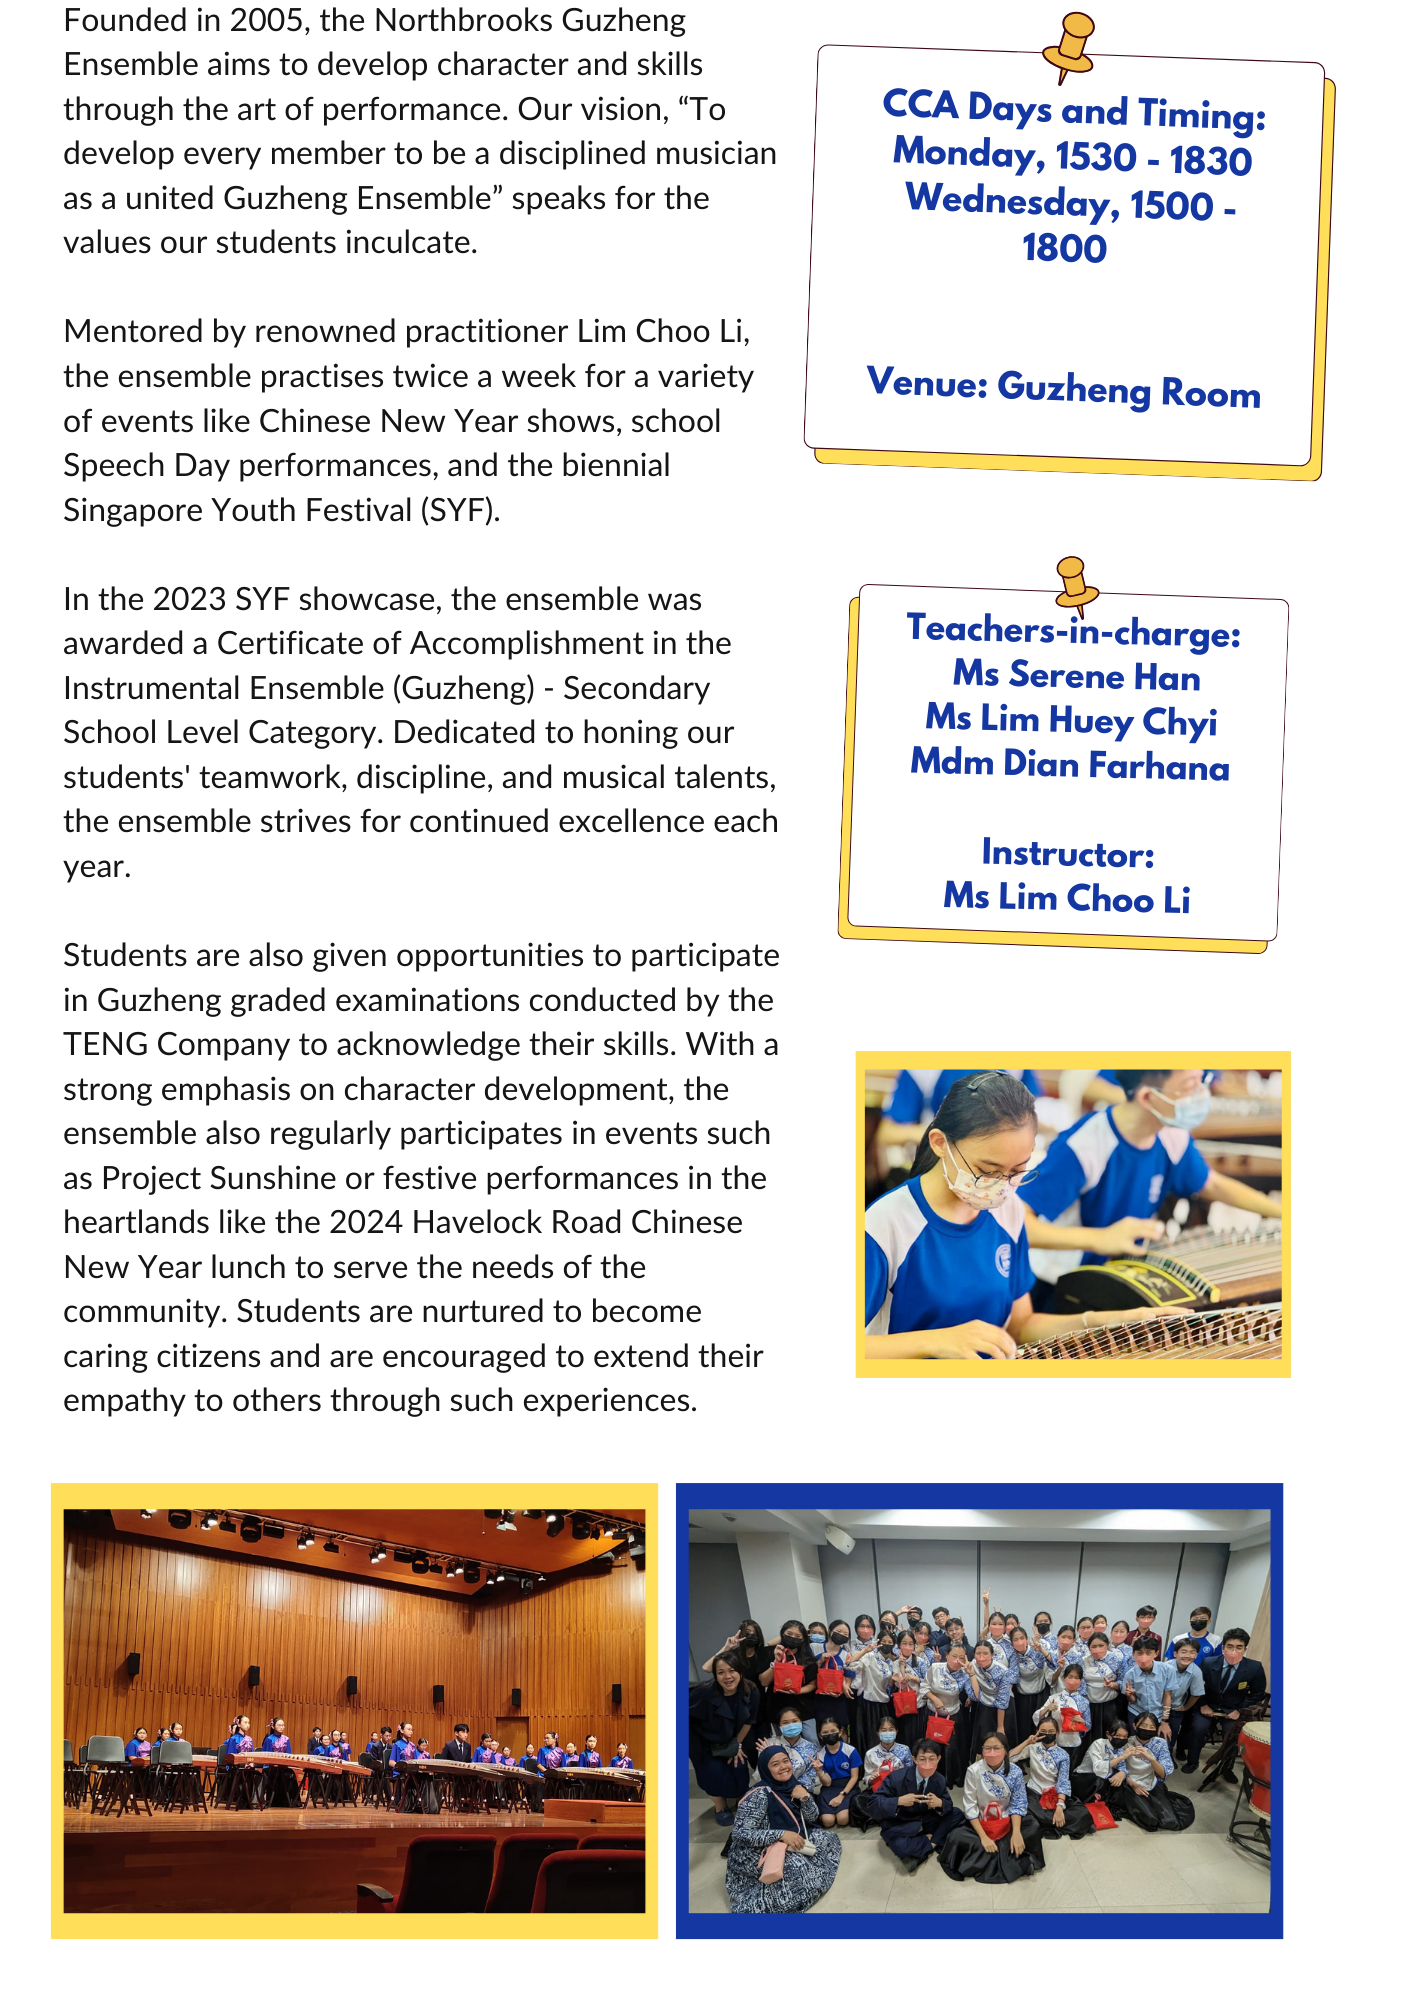 Founded in 2005, the Northbrooks Guzheng
Ensemble aims to develop character and skills
through the art of performance. Our vision, “To
develop every member to be a disciplined musician
as a united Guzheng Ensemble” speaks for the
values our students inculcate.
Mentored by renowned practitioner Lim Choo Li,
the ensemble practises twice a week for a variety
of events like Chinese New Year shows, school
Speech Day performances, and the biennial
Singapore Youth Festival (SYF).
In the 2023 SYF showcase, the ensemble was
awarded a Certificate of Accomplishment in the
Instrumental Ensemble (Guzheng) - Secondary
School Level Category. Dedicated to honing our
students' teamwork, discipline, and musical talents,
the ensemble strives for continued excellence each
year.
Students are also given opportunities to participate
in Guzheng graded examinations conducted by the
TENG Company to acknowledge their skills. With a
strong emphasis on character development, the
ensemble also regularly participates in events such
as Project Sunshine or festive performances in the
heartlands like the 2024 Havelock Road Chinese
New Year lunch to serve the needs of the
community. Students are nurtured to become
caring citizens and are encouraged to extend their
empathy to others through such experiences.
CCA Days and Timing:
Monday, 1530 - 1830
Wednesday, 1500 -
1800
Venue: Guzheng Room
Teachers-in-charge:
Ms Serene Han
Ms Lim Huey Chyi
Mdm Dian Farhana
Instructor:
Ms Lim Choo Li